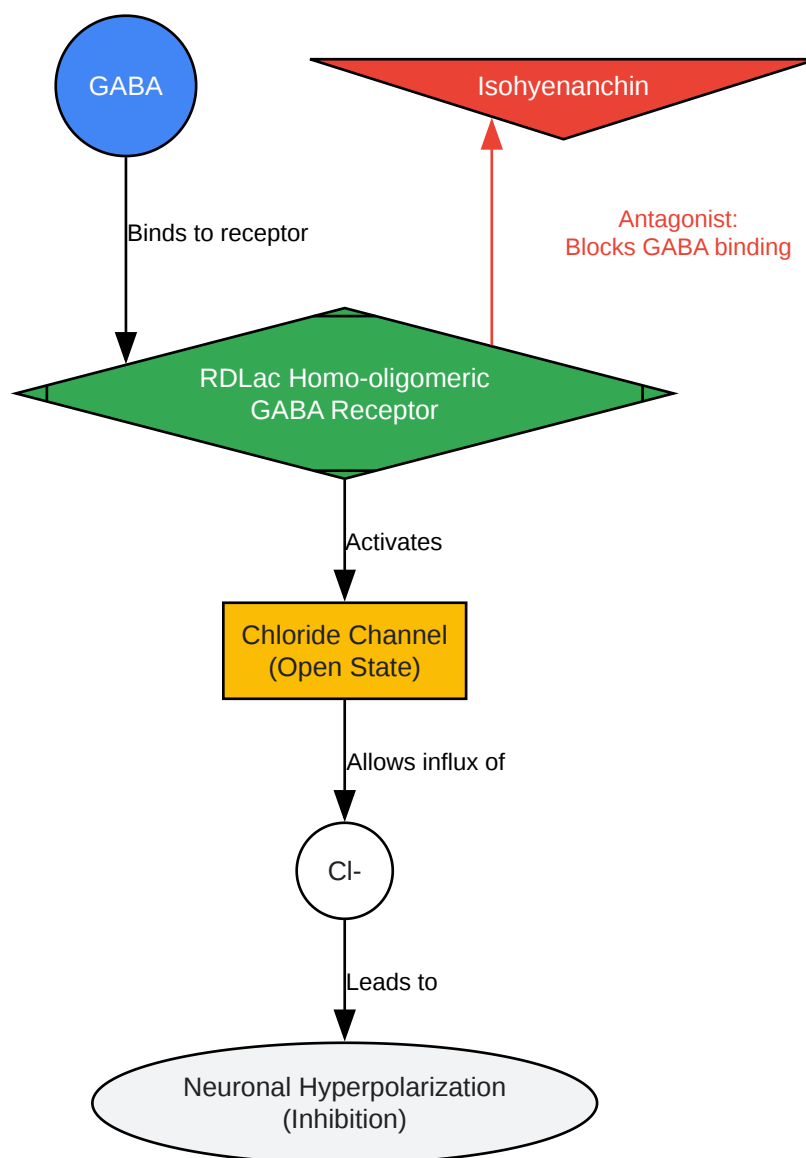 GABA
Isohyenanchin
Binds to receptor
Antagonist:
Blocks GABA binding
RDLac Homo-oligomeric
GABA Receptor
Activates
Chloride Channel
(Open State)
Allows influx of
Cl-
Leads to
Neuronal Hyperpolarization
(Inhibition)